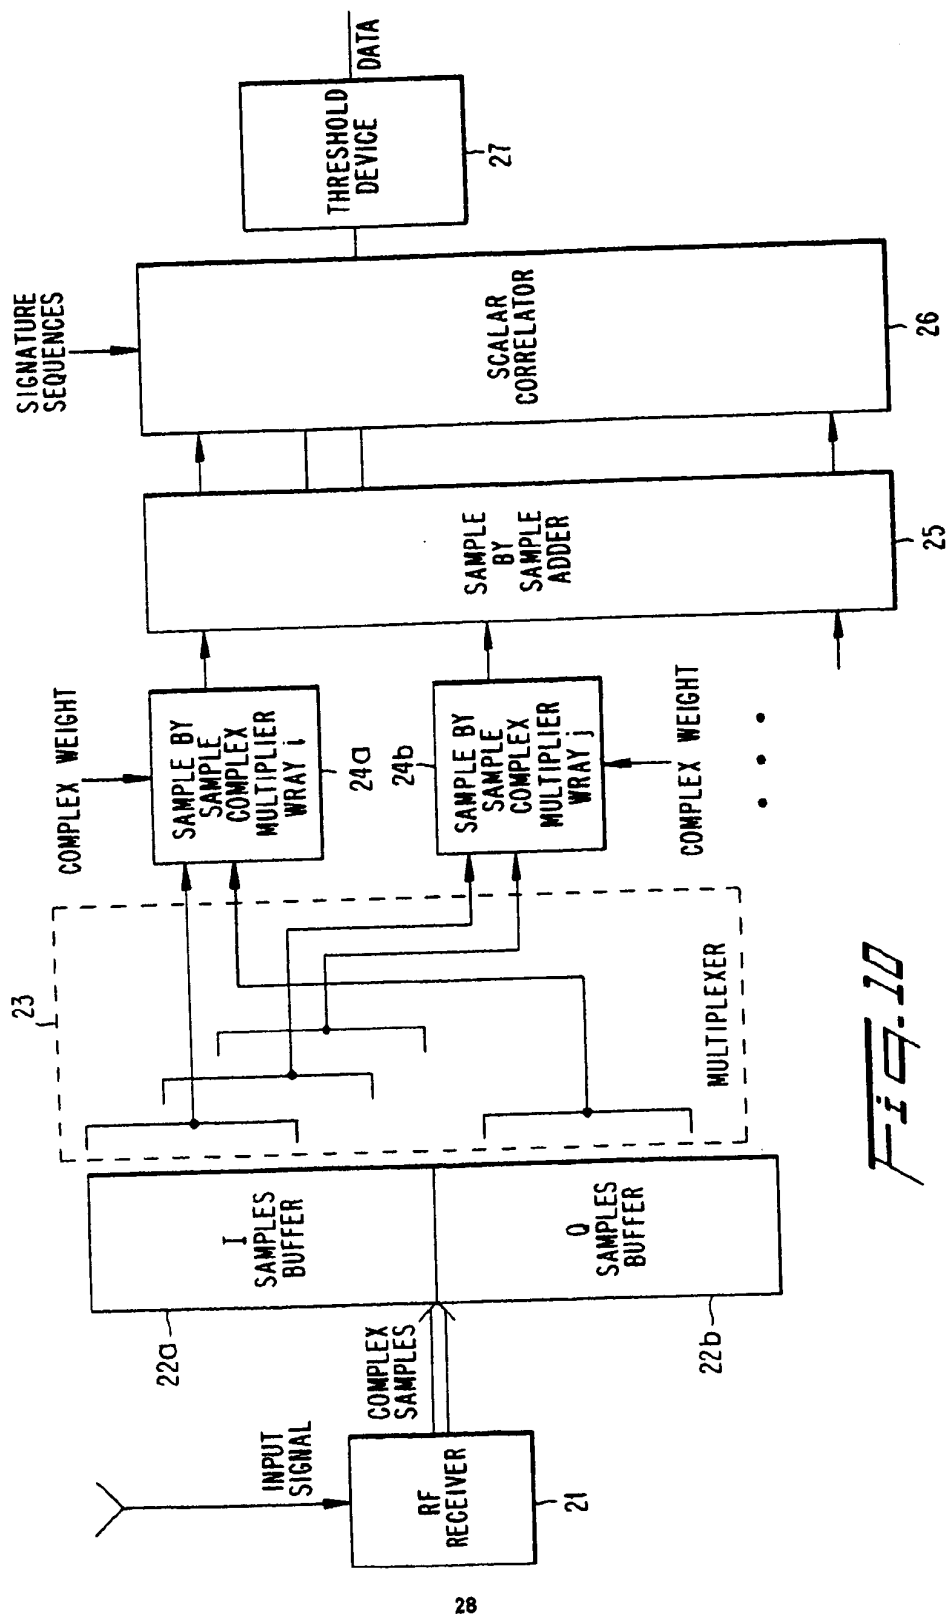 INPUT
SIGNAL
RF
RECEIVER
21
COMPLEX
SAMPLES
22a
I
SAMPLES
BUFFER
Q
SAMPLES
BUFFER
22b
23
MULTIPLEXER
COMPLEX WEIGHT
SAMPLE BY
SAMPLE
COMPLEX
MULTIPLIER
WRAY i
24a
24b
SAMPLE BY
SAMPLE
COMPLEX
MULTIPLIER
WRAY j
COMPLEX WEIGHT
SAMPLE
BY
SAMPLE
ADDER
25
SIGNATURE
SEQUENCES
SCALAR
CORRELATOR
26
THRESHOLD
DEVICE
27
DATA
Fig. 10
28